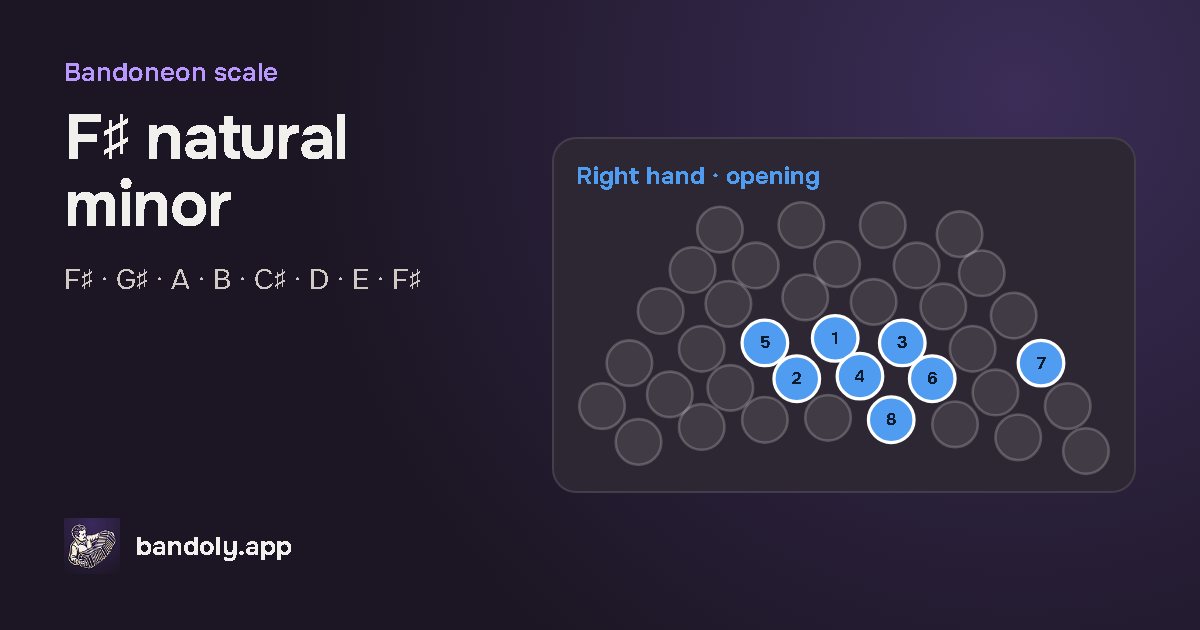 Bandoneon scale
F♯ natural
minor
F♯ · G♯ · A · B · C♯ · D · E · F♯
Right hand · opening
5 1 3 7
2 4 6
8
bandoly.app